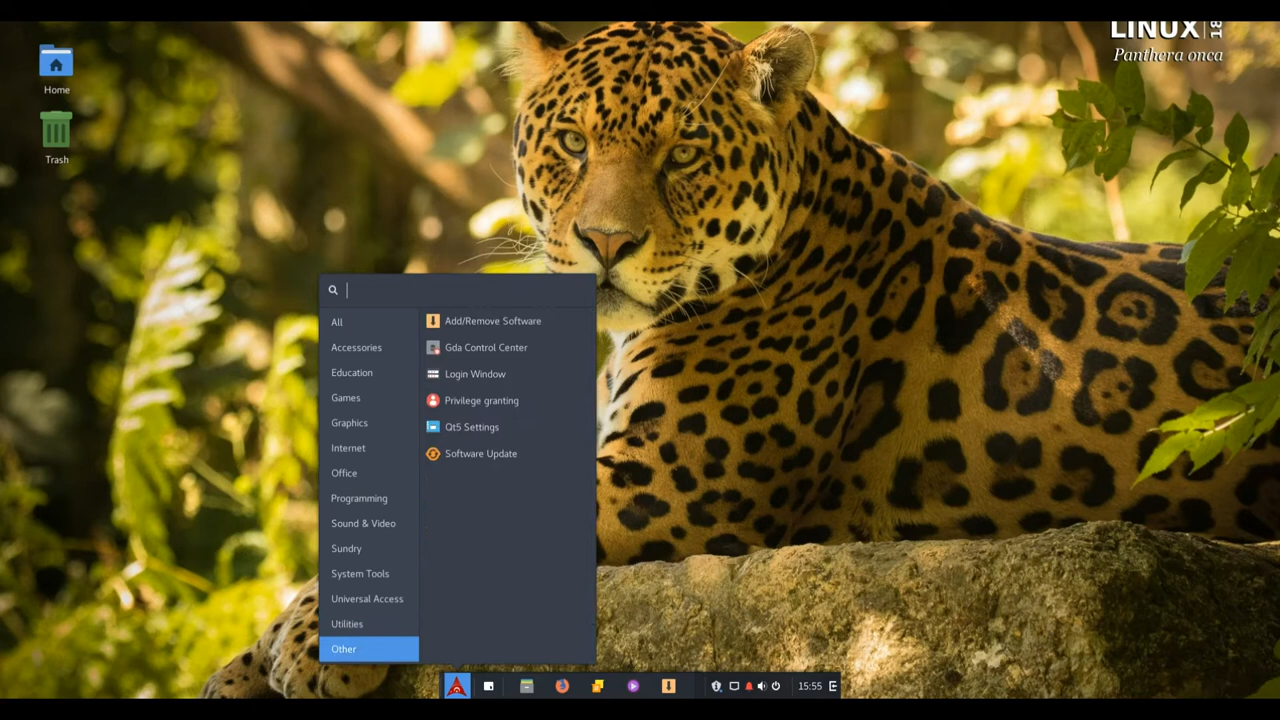 LINUX 18
Panthera onca
Home
Trash
All
Accessories
Education
Games
Graphics
Internet
Office
Programming
Sound & Video
Sundry
System Tools
Universal Access
Utilities
Other
Add/Remove Software
Gda Control Center
Login Window
Privilege granting
Qt5 Settings
Software Update
15:55